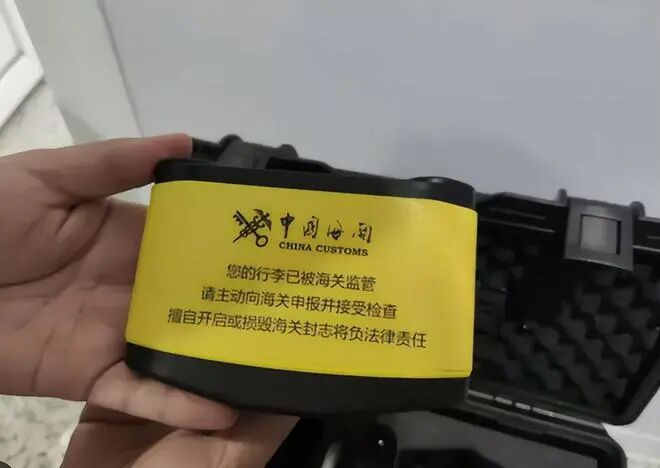 中国海关
CHINA CUSTOMS
您的行李已被海关监管
请主动向海关申报并接受检查
擅自开启或损毁海关封志将负法律责任